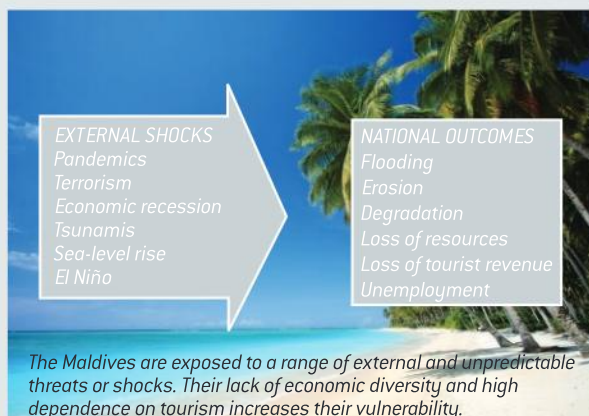 EXTERNAL SHOCKS
Pandemics
Terrorism
Economic recession
Tsunamis
Sea-level rise
El Niño
NATIONAL OUTCOMES
Flooding
Erosion
Degradation
Loss of resources
Loss of tourist revenue
Unemployment
The Maldives are exposed to a range of external and unpredictable
threats or shocks. Their lack of economic diversity and high
dependence on tourism increases their vulnerability.